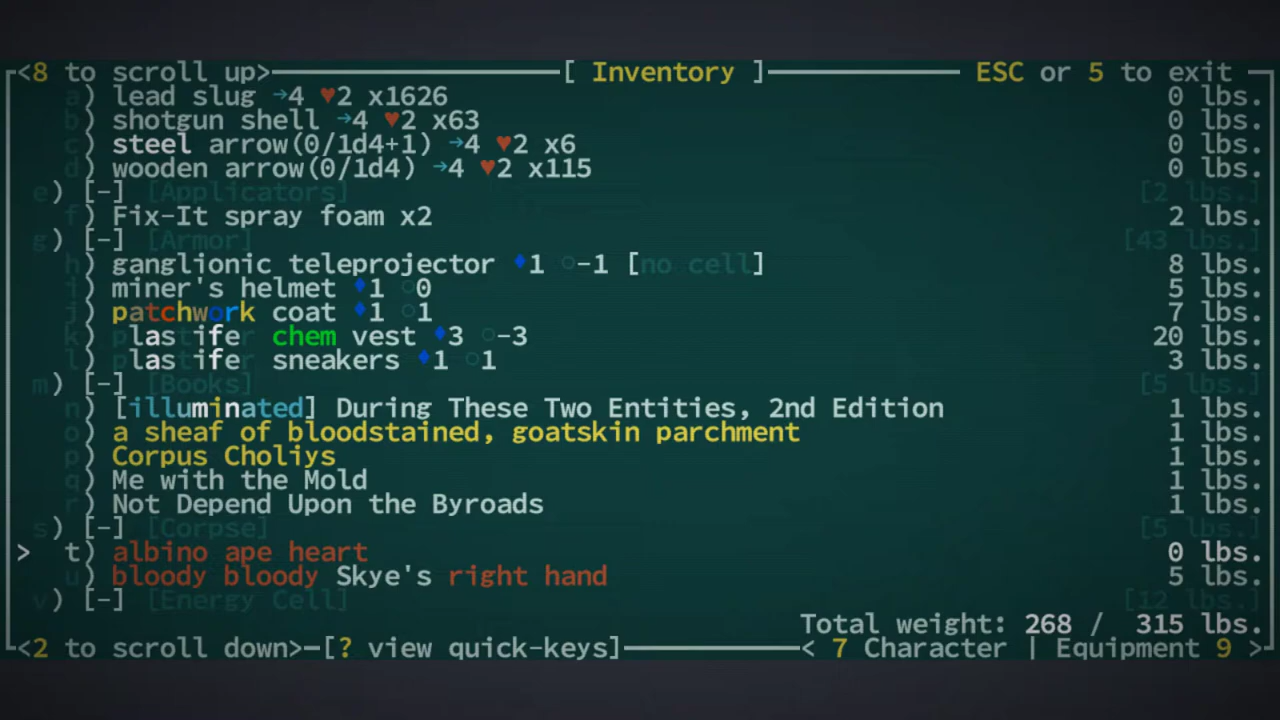 <8 to scroll up> [ Inventory ] ESC or 5 to exit
a) lead slug →4 ♥2 x1626 0 lbs.
b) shotgun shell →4 ♥2 x63 0 lbs.
c) steel arrow(0/1d4+1) →4 ♥2 x6 0 lbs.
d) wooden arrow(0/1d4) →4 ♥2 x115 0 lbs.
e) [-] [Applicators] [2 lbs.]
f) Fix-It spray foam x2 2 lbs.
g) [-] [Armor] [43 lbs.]
h) ganglionic teleprojector ♦1 ○-1 [no cell] 8 lbs.
i) miner's helmet ♦1 ○0 5 lbs.
j) patchwork coat ♦1 ○1 7 lbs.
k) plastifer chem vest ♦3 ○-3 20 lbs.
l) plastifer sneakers ♦1 ○1 3 lbs.
m) [-] [Books] [5 lbs.]
n) [illuminated] During These Two Entities, 2nd Edition 1 lbs.
o) a sheaf of bloodstained, goatskin parchment 1 lbs.
p) Corpus Choliys 1 lbs.
q) Me with the Mold 1 lbs.
r) Not Depend Upon the Byroads 1 lbs.
s) [-] [Corpse] [5 lbs.]
> t) albino ape heart 0 lbs.
u) bloody bloody Skye's right hand 5 lbs.
v) [-] [Energy Cell] [12 lbs.]
Total weight: 268 / 315 lbs.
<2 to scroll down> [? view quick-keys] < 7 Character | Equipment 9 >